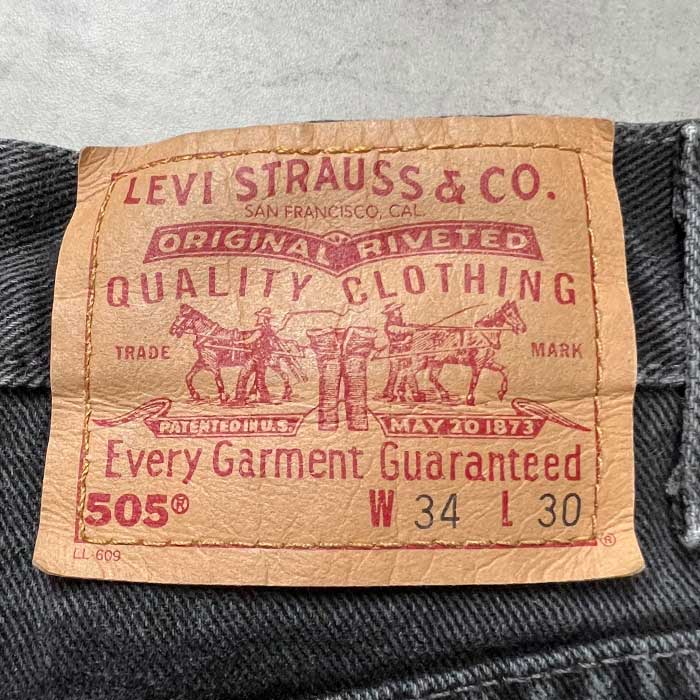 LEVI STRAUSS & CO.
SAN FRANCISCO, CAL.
ORIGINAL RIVETED
QUALITY CLOTHING
TRADE MARK
PATENTED IN U.S. MAY 20 1873
Every Garment Guaranteed
505® W 34 L 30
LL-609 ®